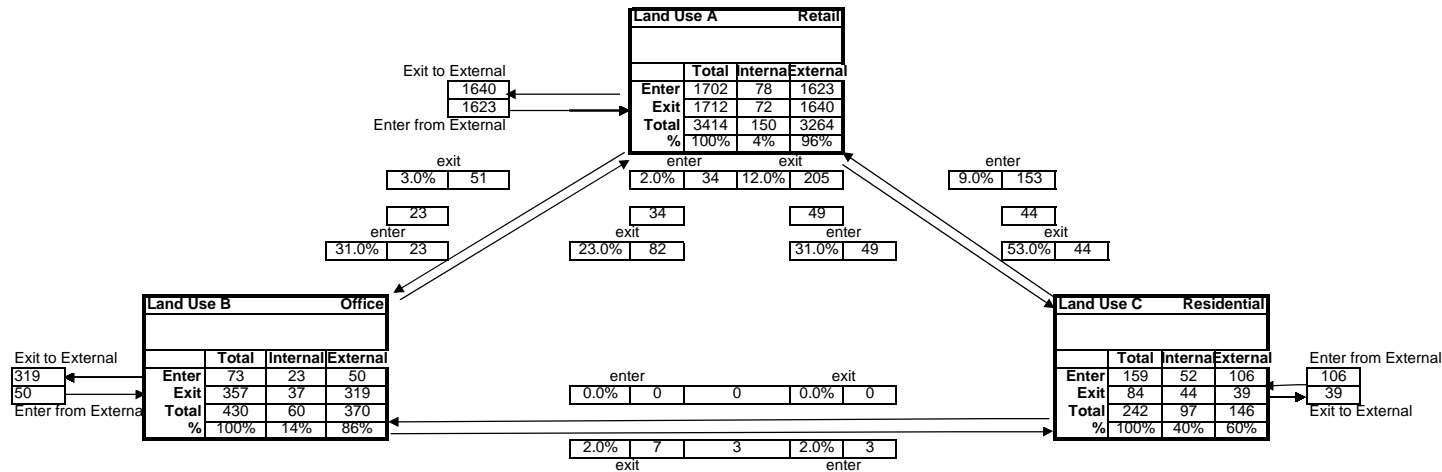 Land Use A Retail
Total Internal External
Exit to External
1640
Enter 1702 78 1623
1623
Exit 1712 72 1640
Enter from External
Total 3414 150 3264
% 100% 4% 96%
exit enter exit enter
3.0% 51 2.0% 34 12.0% 205 9.0% 153
23 34 49 44
enter exit enter exit
31.0% 23 23.0% 82 31.0% 49 53.0% 44
Land Use B Office
Land Use C Residential
Exit to External
Total Internal External
Total Internal External
Enter from External
319
Enter 73 23 50
Enter 159 52 106
106
50
Exit 357 37 319
Exit 84 44 39
39
Enter from Externa
Total 430 60 370
Total 242 97 146
Exit to External
% 100% 14% 86%
% 100% 40% 60%
enter exit
0.0% 0 0 0.0% 0
2.0% 7 3 2.0% 3
exit enter